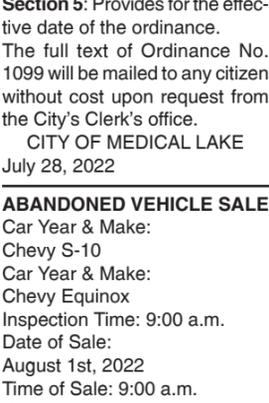 Section 5: Provides for the effec-
tive date of the ordinance.
The full text of Ordinance No.
1099 will be mailed to any citizen
without cost upon request from
the City's Clerk's office.
CITY OF MEDICAL LAKE
July 28, 2022
ABANDONED VEHICLE SALE
Car Year & Make:
Chevy S-10
Car Year & Make:
Chevy Equinox
Inspection Time: 9:00 a.m.
Date of Sale:
August 1st, 2022
Time of Sale: 9:00 a.m.